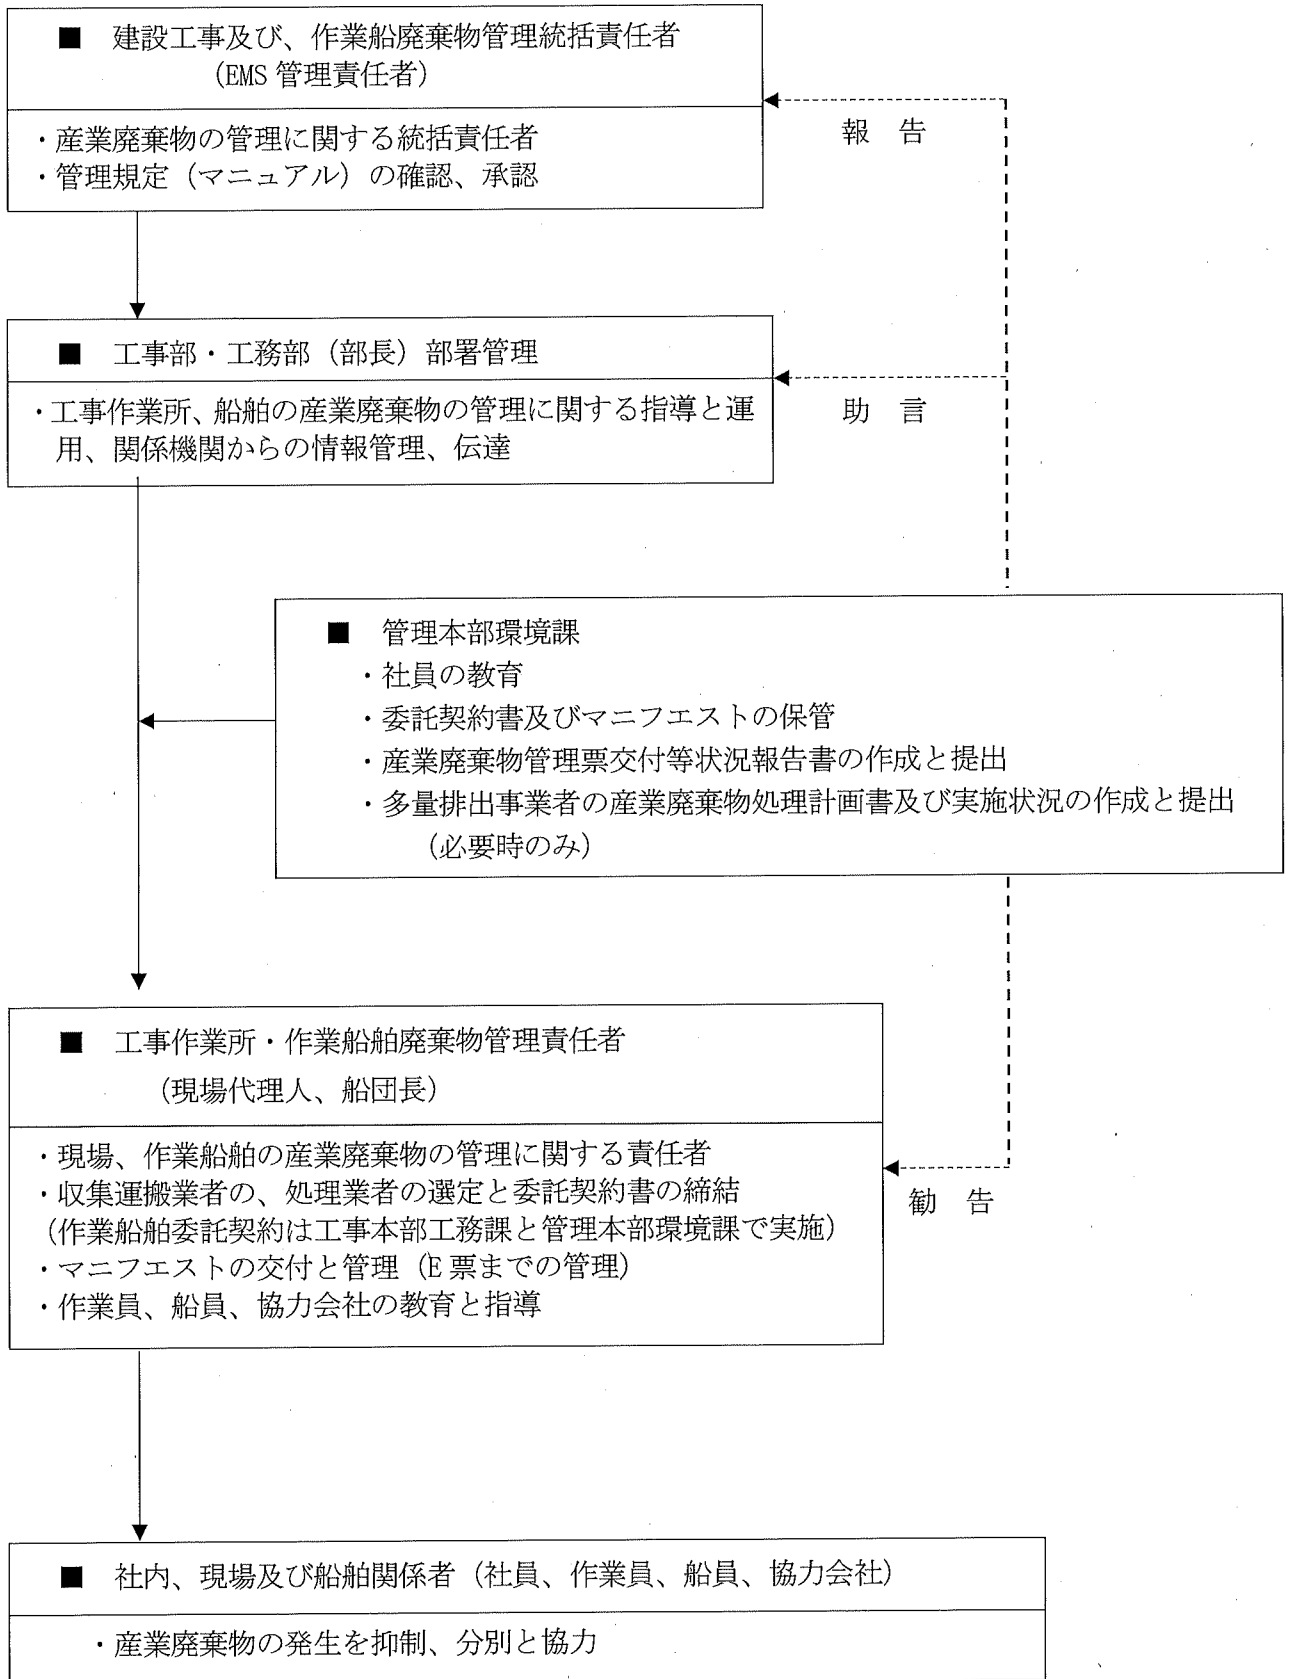 ■ 建設工事及び、作業船廃棄物管理統括責任者
(EMS 管理責任者)
・産業廃棄物の管理に関する統括責任者
・管理規定（マニュアル）の確認、承認
報 告
■ 工事部・工務部（部長）部署管理
・工事作業所、船舶の産業廃棄物の管理に関する指導と運
用、関係機関からの情報管理、伝達
助 言
■ 管理本部環境課
・社員の教育
・委託契約書及びマニフエストの保管
・産業廃棄物管理票交付等状況報告書の作成と提出
・多量排出事業者の産業廃棄物処理計画書及び実施状況の作成と提出
（必要時のみ）
■ 工事作業所・作業船舶廃棄物管理責任者
（現場代理人、船団長）
・現場、作業船舶の産業廃棄物の管理に関する責任者
・収集運搬業者の、処理業者の選定と委託契約書の締結
（作業船舶委託契約は工事本部工務課と管理本部環境課で実施）
・マニフエストの交付と管理（E 票までの管理）
・作業員、船員、協力会社の教育と指導
勧 告
■ 社内、現場及び船舶関係者（社員、作業員、船員、協力会社）
・産業廃棄物の発生を抑制、分別と協力